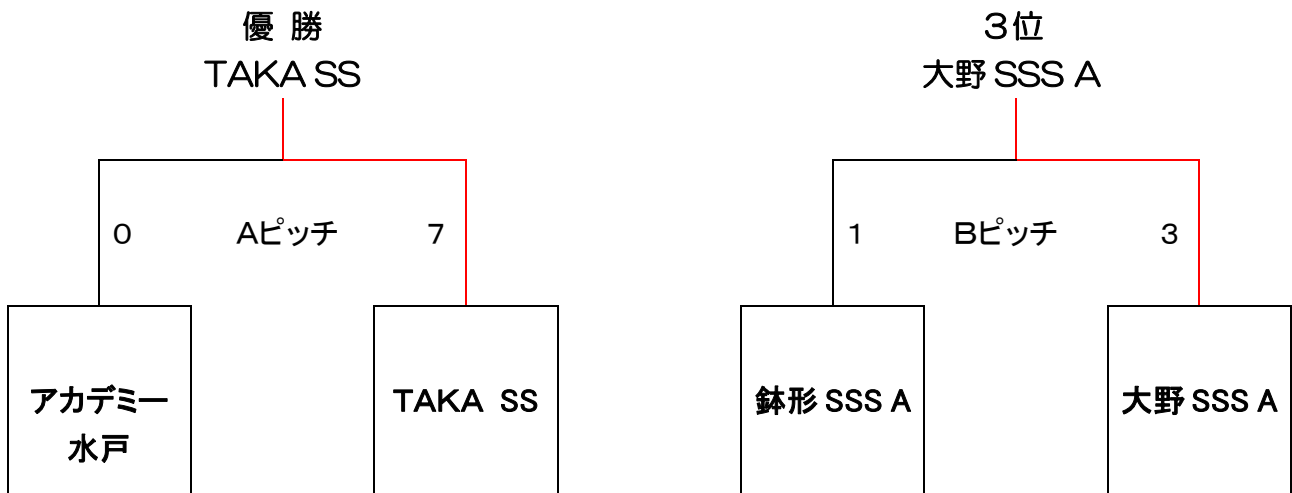 優 勝
TAKA SS
0 Aピッチ 7
アカデミー
水戸
TAKA SS
3位
大野 SSS A
1 Bピッチ 3
鉢形 SSS A
大野 SSS A